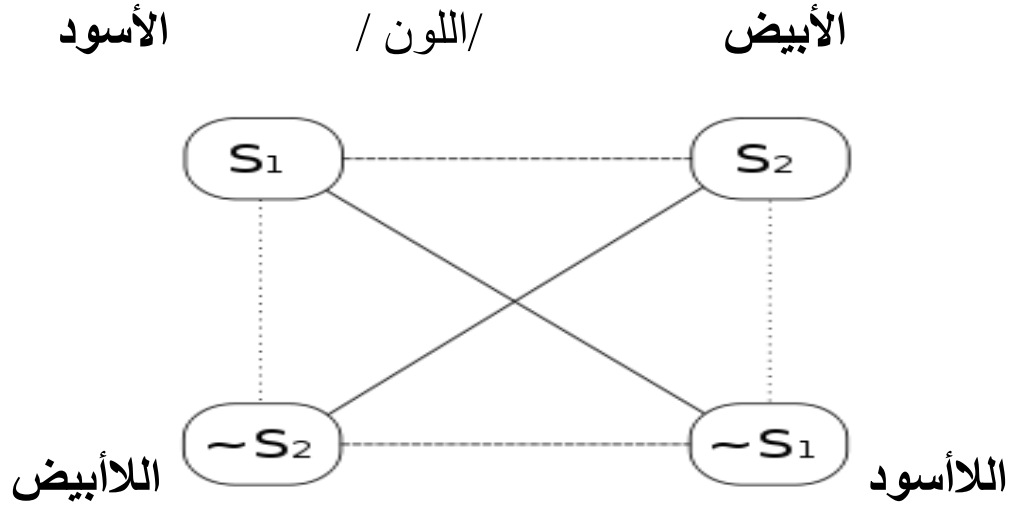 الأبيض /اللون / الأسود
S₁ S₂
~S₂ ~S₁
اللاأسود اللاأبيض